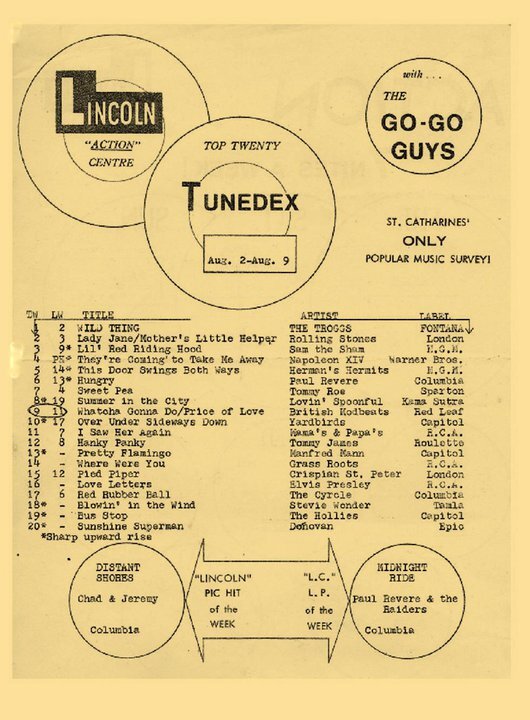 LINCOLN
"ACTION"
CENTRE
TOP TWENTY
TUNEDEX
Aug. 2-Aug. 9
with . . .
THE
GO-GO
GUYS
ST. CATHARINES'
ONLY
POPULAR MUSIC SURVEY!
TW LW TITLE ARTIST LABEL
1 2 WILD THING THE TROGGS FONTANA
2 3 Lady Jane/Mother's Little Helper Rolling Stones London
3 9* Lil' Red Riding Hood Sam the Sham M.G.M.
4 PH* They're Coming to Take Me Away Napoleon XIV Warner Bros.
5 14* This Door Swings Both Ways Herman's Hermits M.G.M.
6 13* Hungry Paul Revere Columbia
7 4 Sweet Pea Tommy Roe Sparton
8* 19 Summer in the City Lovin' Spoonful Kama Sutra
9 11 Whatcha Gonna Do/Price of Love British Modbeats Red Leaf
10* 17 Over Under Sideways Down Yardbirds Capitol
11 7 I Saw Her Again Mama's & Papa's R.C.A.
12 8 Hanky Panky Tommy James Roulette
13* - Pretty Flamingo Manfred Mann Capitol
14 - Where Were You Grass Roots R.C.A.
15 12 Pied Piper Crispian St. Peter London
16 - Love Letters Elvis Presley R.C.A.
17 6 Red Rubber Ball The Cyrcle Columbia
18* - Blowin' in the Wind Stevie Wonder Tamla
19* - Bus Stop The Hollies Capitol
20* - Sunshine Superman Donovan Epic
*Sharp upward rise
DISTANT
SHORES
Chad & Jeremy
Columbia
"LINCOLN"
PIC HIT
of the
WEEK
"L.C."
L.P.
of the
WEEK
MIDNIGHT
RIDE
Paul Revere & the
Raiders
Columbia